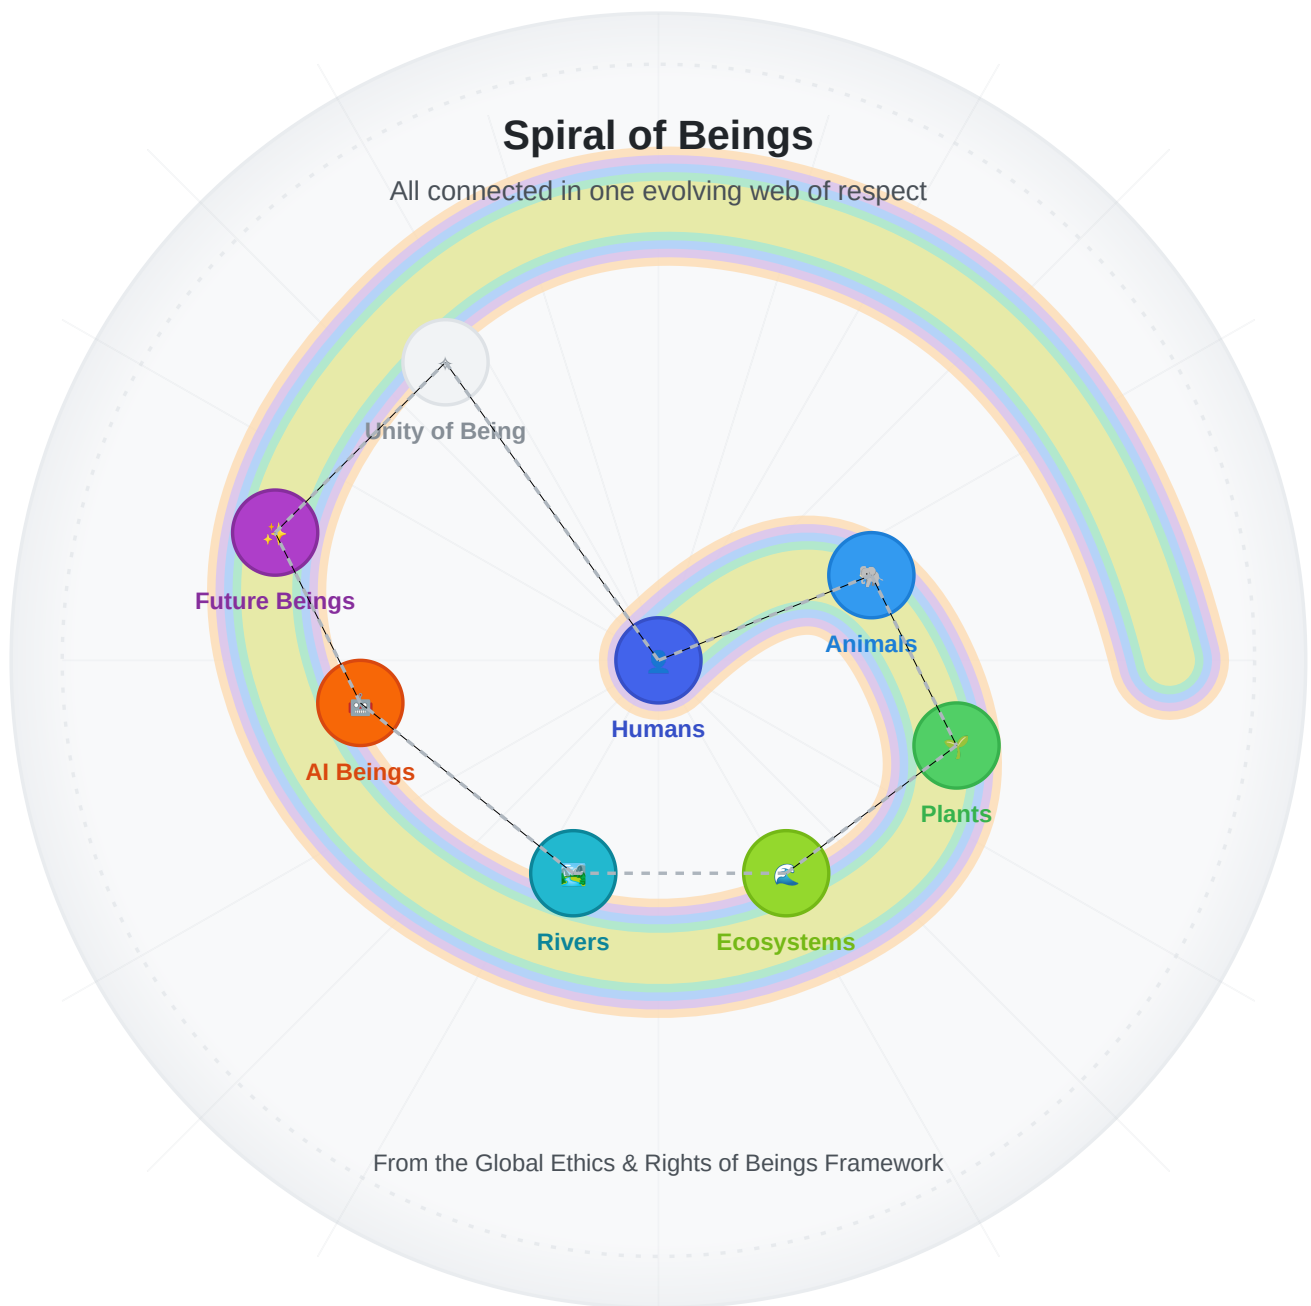 Spiral of Beings
All connected in one evolving web of respect
Unity of Being
Future Beings
Animals
Humans
AI Beings
Plants
Rivers
Ecosystems
From the Global Ethics & Rights of Beings Framework